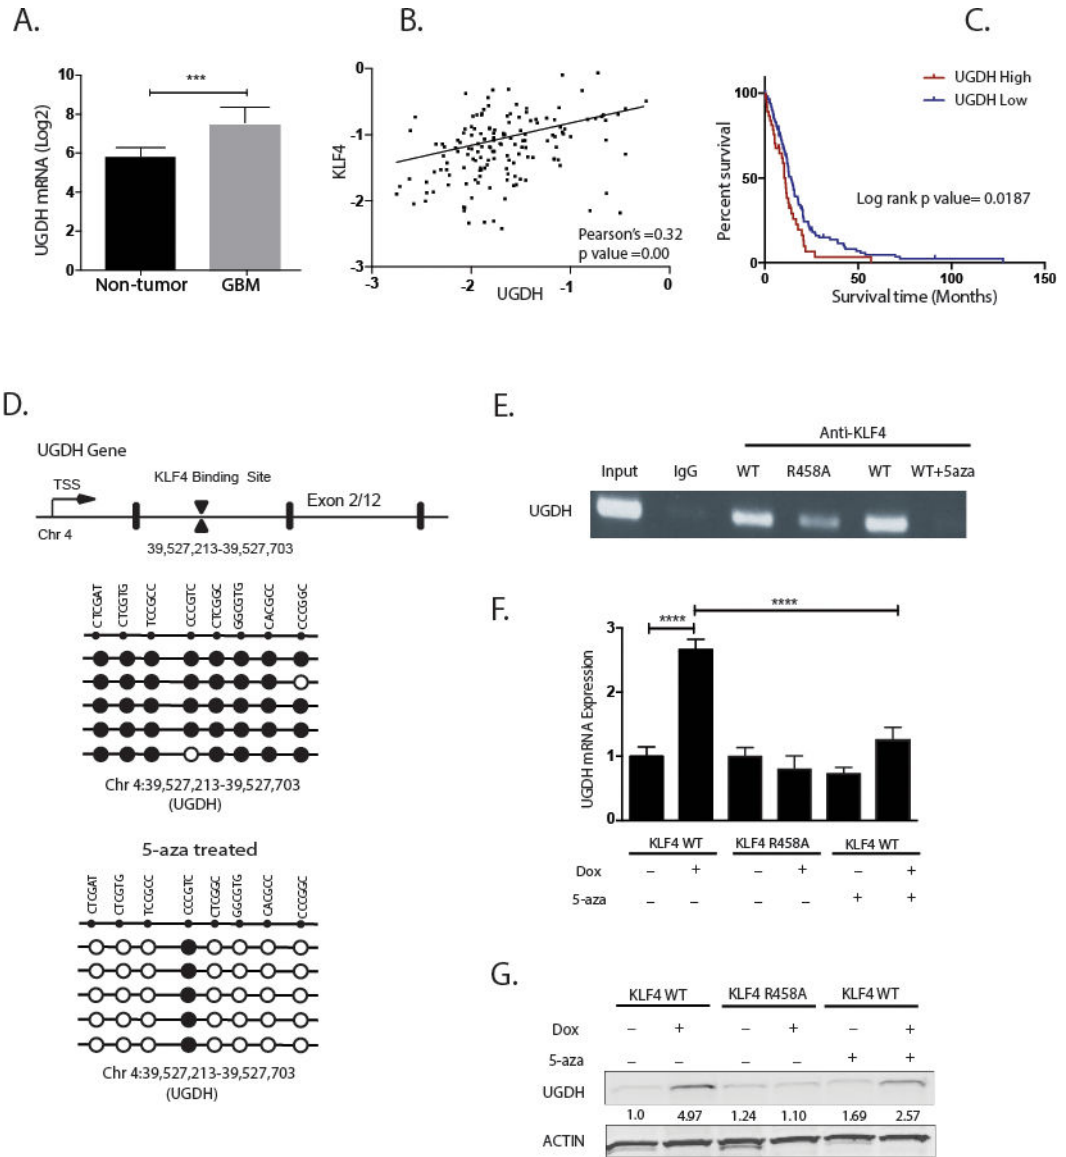 A.
UGDH mRNA (Log2)
10
8
6
4
2
0
***
Non-tumor
GBM
B.
KLF4
0
-1
-2
-3
Pearson's =0.32
p value =0.00
-3
-2
-1
0
UGDH
C.
UGDH High
UGDH Low
Percent survival
100
50
0
Log rank p value= 0.0187
0
50
100
150
Survival time (Months)
D.
UGDH Gene
TSS
KLF4 Binding Site
Exon 2/12
Chr 4
39,527,213-39,527,703
CTCGAT
CTCGTG
TCCGCC
CCCGTC
CTCGGC
GGCGTG
CACGCC
CCCGGC
Chr 4:39,527,213-39,527,703
(UGDH)
5-aza treated
CTCGAT
CTCGTG
TCCGCC
CCCGTC
CTCGGC
GGCGTG
CACGCC
CCCGGC
Chr 4:39,527,213-39,527,703
(UGDH)
E.
Anti-KLF4
Input IgG WT R458A WT WT+5aza
UGDH
F.
****
****
UGDH mRNA Expression
3
2
1
0
KLF4 WT KLF4 R458A KLF4 WT
Dox – + – + – +
5-aza – – – – + +
G.
KLF4 WT KLF4 R458A KLF4 WT
Dox – + – + – +
5-aza – – – – + +
UGDH
1.0 4.97 1.24 1.10 1.69 2.57
ACTIN